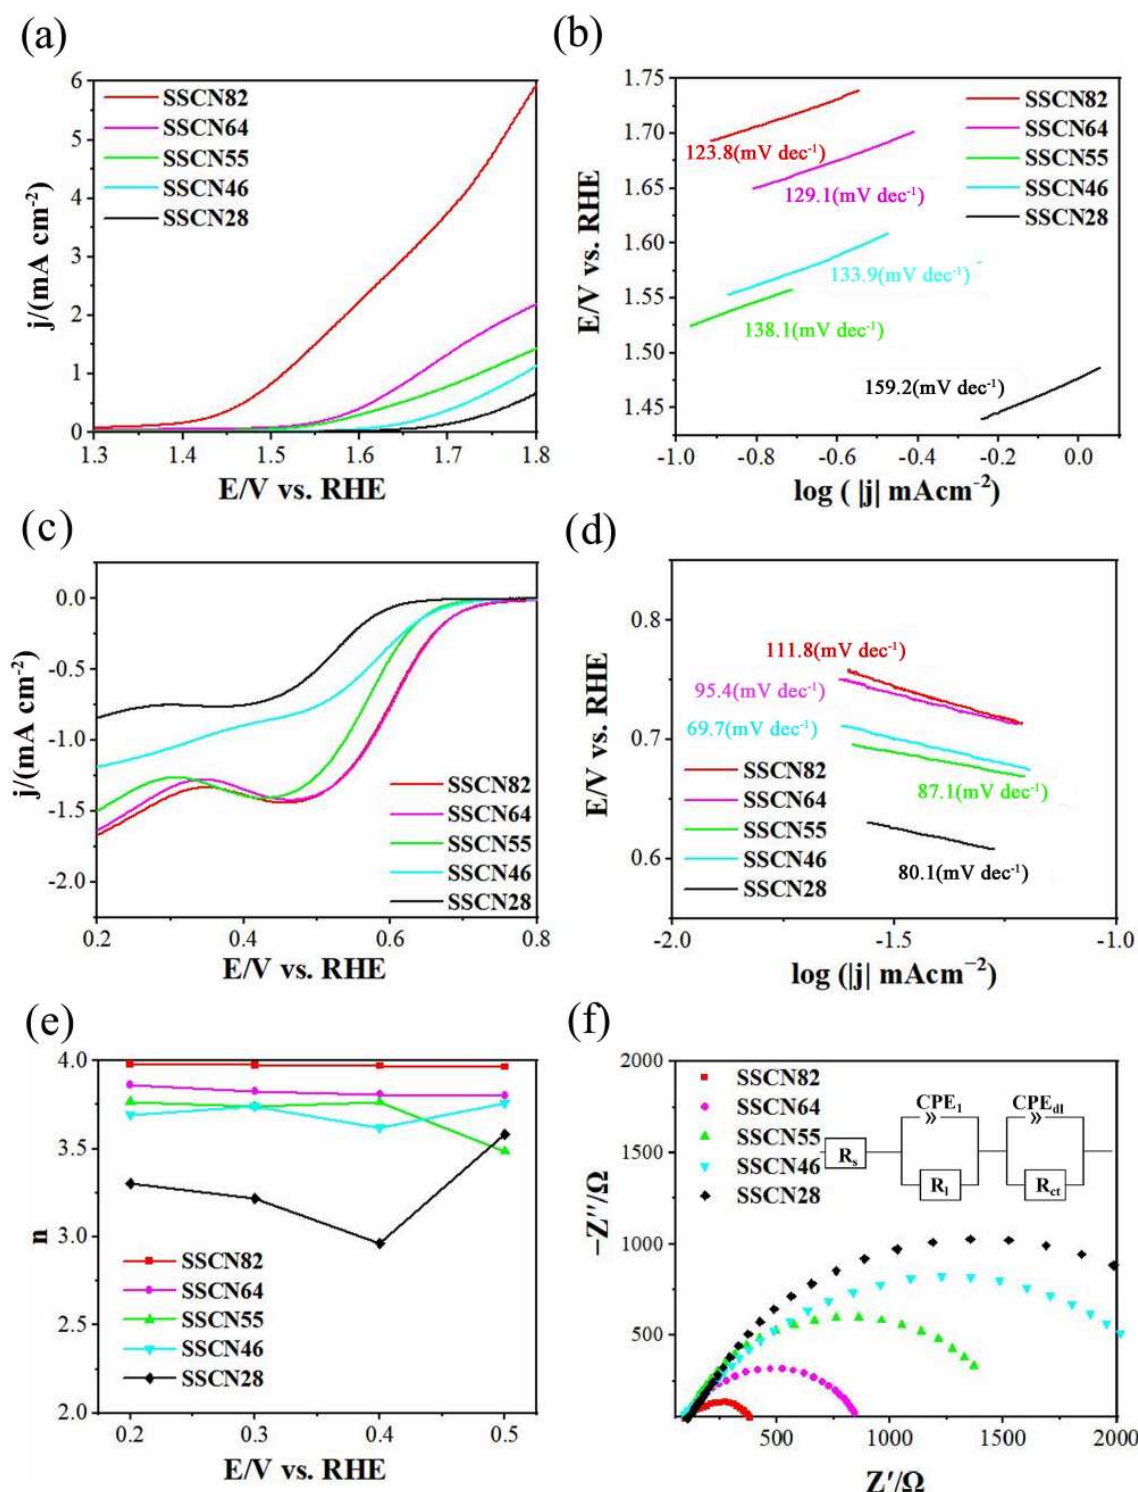 (a)
6
5
4
3
2
1
0
1.3 1.4 1.5 1.6 1.7 1.8
j/(mA cm-2)
E/V vs. RHE
SSCN82
SSCN64
SSCN55
SSCN46
SSCN28
(b)
1.75
1.70
1.65
1.60
1.55
1.50
1.45
-1.0 -0.8 -0.6 -0.4 -0.2 0.0
E/V vs. RHE
log ( |j| mAcm-2)
SSCN82
SSCN64
SSCN55
SSCN46
SSCN28
123.8(mV dec-1)
129.1(mV dec-1)
133.9(mV dec-1)
138.1(mV dec-1)
159.2(mV dec-1)
(c)
0.0
-0.5
-1.0
-1.5
-2.0
0.2 0.4 0.6 0.8
j/(mA cm-2)
E/V vs. RHE
SSCN82
SSCN64
SSCN55
SSCN46
SSCN28
(d)
0.8
0.7
0.6
-2.0 -1.5 -1.0
E/V vs. RHE
log (|j| mAcm−2)
111.8(mV dec-1)
95.4(mV dec-1)
69.7(mV dec-1)
87.1(mV dec-1)
80.1(mV dec-1)
SSCN82
SSCN64
SSCN55
SSCN46
SSCN28
(e)
4.0
3.5
3.0
2.5
2.0
0.2 0.3 0.4 0.5
n
E/V vs. RHE
SSCN82
SSCN64
SSCN55
SSCN46
SSCN28
(f)
2000
1500
1000
500
500 1000 1500 2000
−Z″/Ω
Z′/Ω
SSCN82
SSCN64
SSCN55
SSCN46
SSCN28
CPE1 CPEdl
Rs
R1 Rct